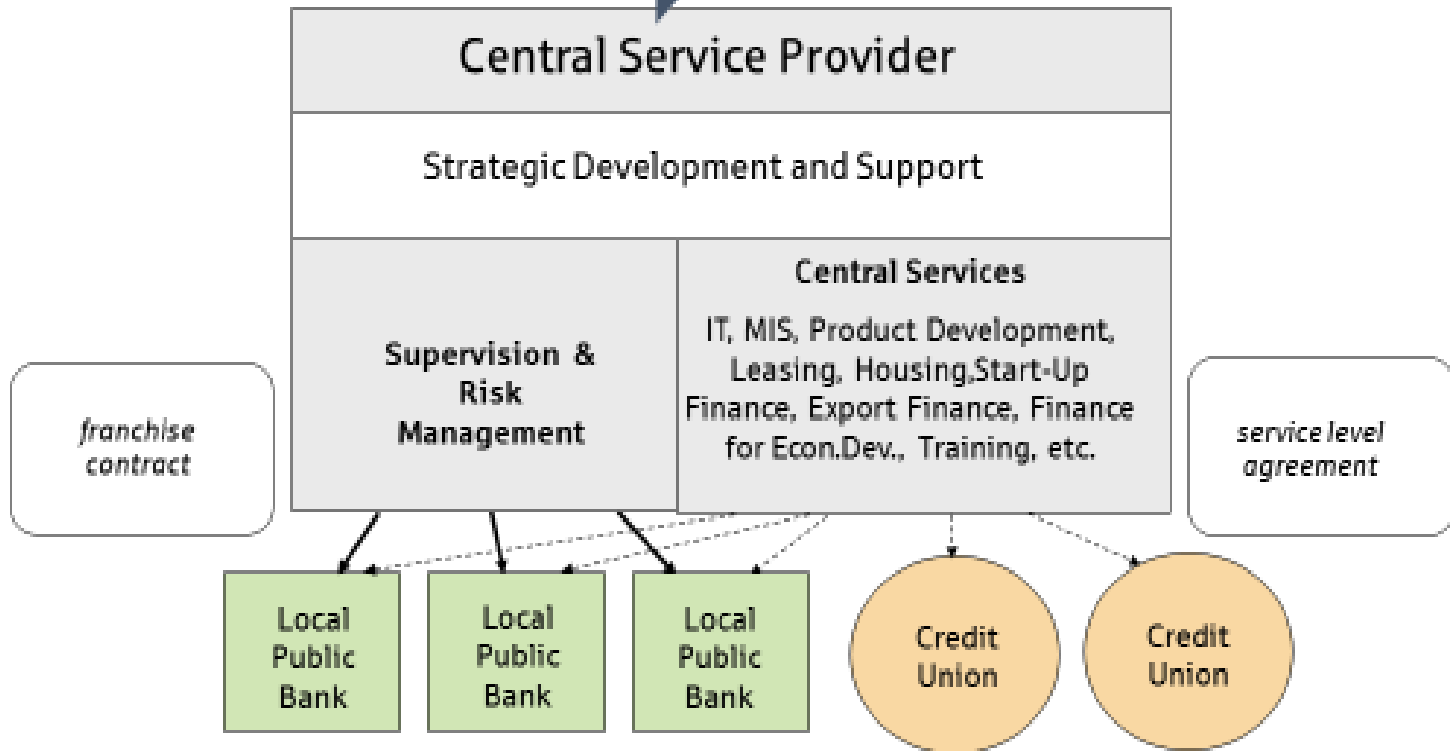 Central Service Provider
Strategic Development and Support
Supervision &
Risk
Management
Central Services
IT, MIS, Product Development,
Leasing, Housing,Start-Up
Finance, Export Finance, Finance
for Econ.Dev., Training, etc.
franchise
contract
service level
agreement
Local
Public
Bank
Local
Public
Bank
Local
Public
Bank
Credit
Union
Credit
Union